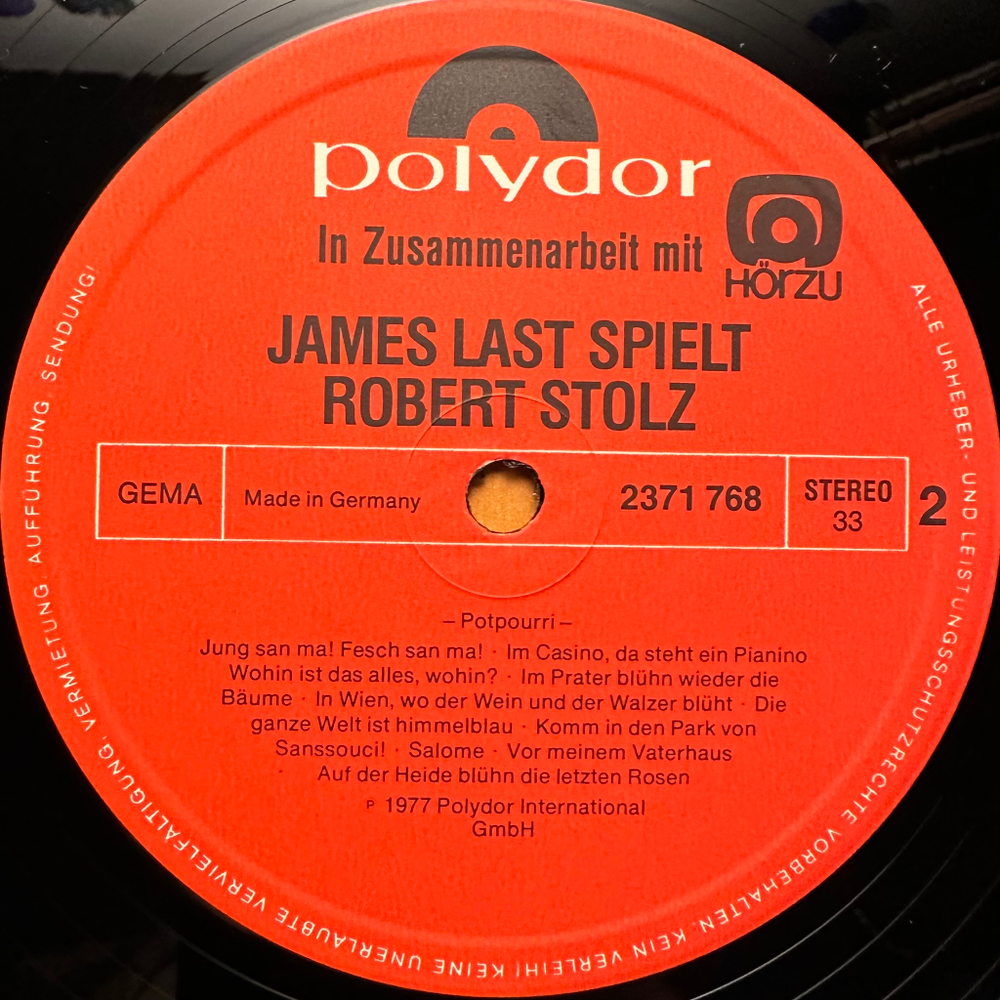 polydor
In Zusammenarbeit mit
HÖRZU
JAMES LAST SPIELT
ROBERT STOLZ
GEMA
Made in Germany
2371 768
STEREO
33
2
– Potpourri –
Jung san ma! Fesch san ma! · Im Casino, da steht ein Pianino
Wohin ist das alles, wohin? · Im Prater blühn wieder die
Bäume · In Wien, wo der Wein und der Walzer blüht · Die
ganze Welt ist himmelblau · Komm in den Park von
Sanssouci! · Salome · Vor meinem Vaterhaus
Auf der Heide blühn die letzten Rosen
℗ 1977 Polydor International
GmbH
ALLE URHEBER- UND LEISTUNGSSCHUTZRECHTE VORBEHALTEN. KEIN VERLEIH! KEINE UNERLAUBTE VERVIELFÄLTIGUNG, VERMIETUNG, AUFFÜHRUNG, SENDUNG!